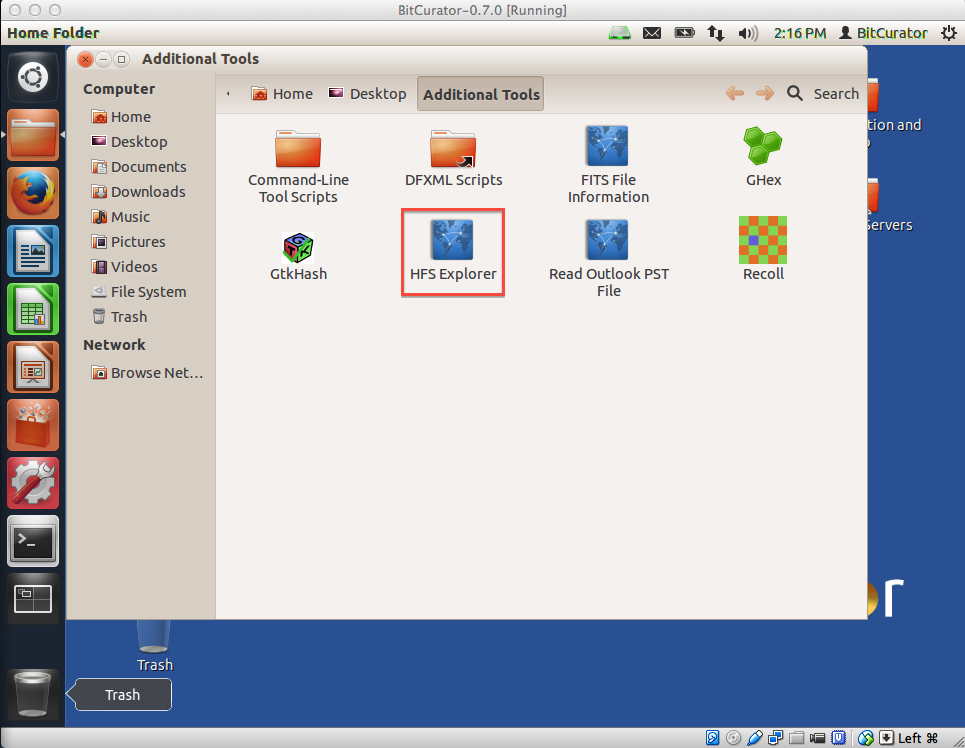 BitCurator-0.7.0 [Running]
Home Folder
2:16 PM
BitCurator
Additional Tools
Computer
Home
Desktop
Documents
Downloads
Music
Pictures
Videos
File System
Trash
Network
Browse Net…
Home
Desktop
Additional Tools
Search
Command-Line
Tool Scripts
DFXML Scripts
FITS File
Information
GHex
GtkHash
HFS Explorer
Read Outlook PST
File
Recoll
tion and
Servers
or
Trash
Trash
Left ⌘